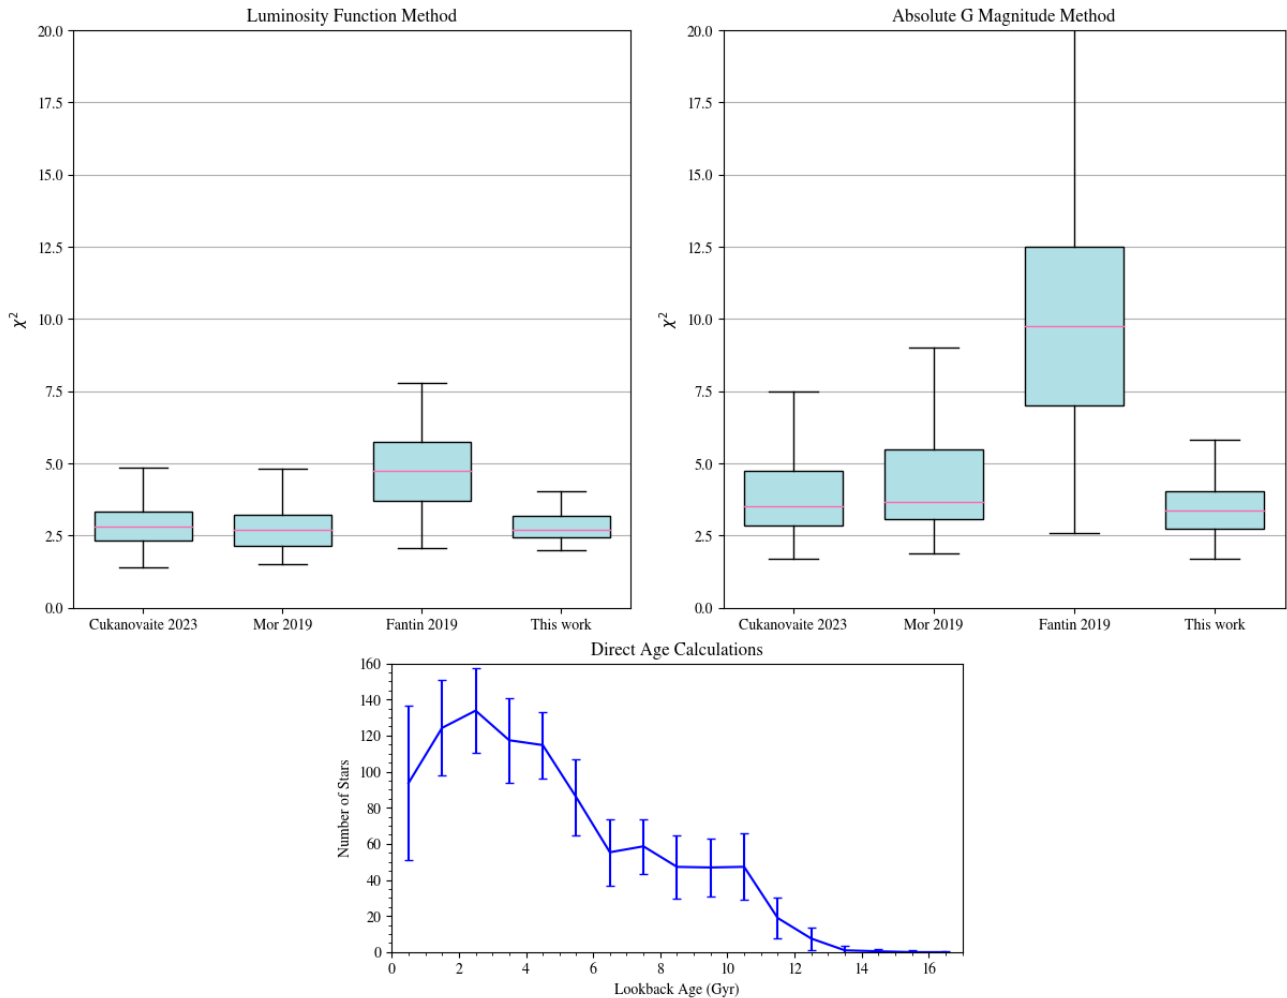 Luminosity Function Method
20.0
17.5
15.0
12.5
10.0
7.5
5.0
2.5
0.0
χ²
Cukanovaite 2023 Mor 2019 Fantin 2019 This work
Absolute G Magnitude Method
20.0
17.5
15.0
12.5
10.0
7.5
5.0
2.5
0.0
χ²
Cukanovaite 2023 Mor 2019 Fantin 2019 This work
Direct Age Calculations
160
140
120
100
80
60
40
20
0
Number of Stars
0 2 4 6 8 10 12 14 16
Lookback Age (Gyr)